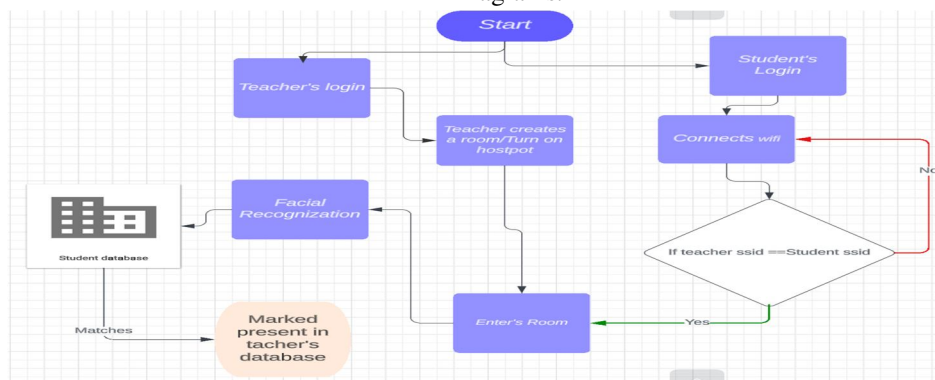 Start
Teacher's login
Student's
Login
Teacher creates
a room/Turn on
hostpot
Connects wifi
Facial
Recognization
Student database
If teacher ssid ==Student ssid
No
Enter's Room
Yes
Matches
Marked
present in
tacher's
database